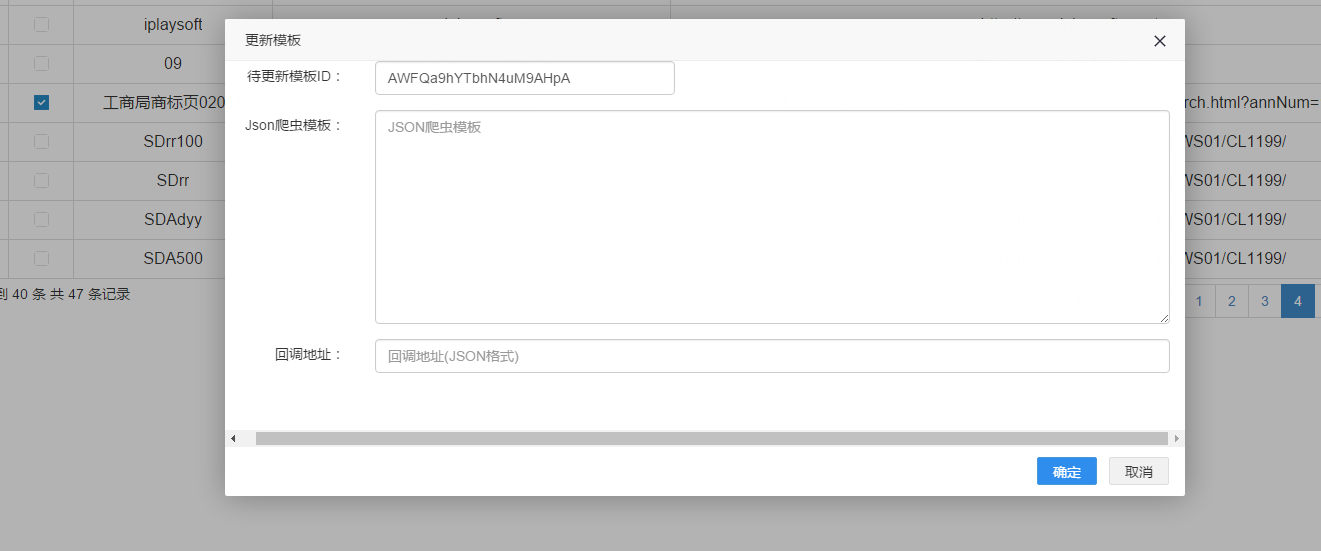 iplaysoft
更新模板
09
待更新模板ID：
AWFQa9hYTbhN4uM9AHpA
工商局商标页020
rch.html?annNum=
Json爬虫模板：
JSON爬虫模板
SDrr100
WS01/CL1199/
SDrr
WS01/CL1199/
SDAdyy
WS01/CL1199/
SDA500
WS01/CL1199/
到 40 条 共 47 条记录
1 2 3 4
回调地址：
回调地址(JSON格式)
确定 取消